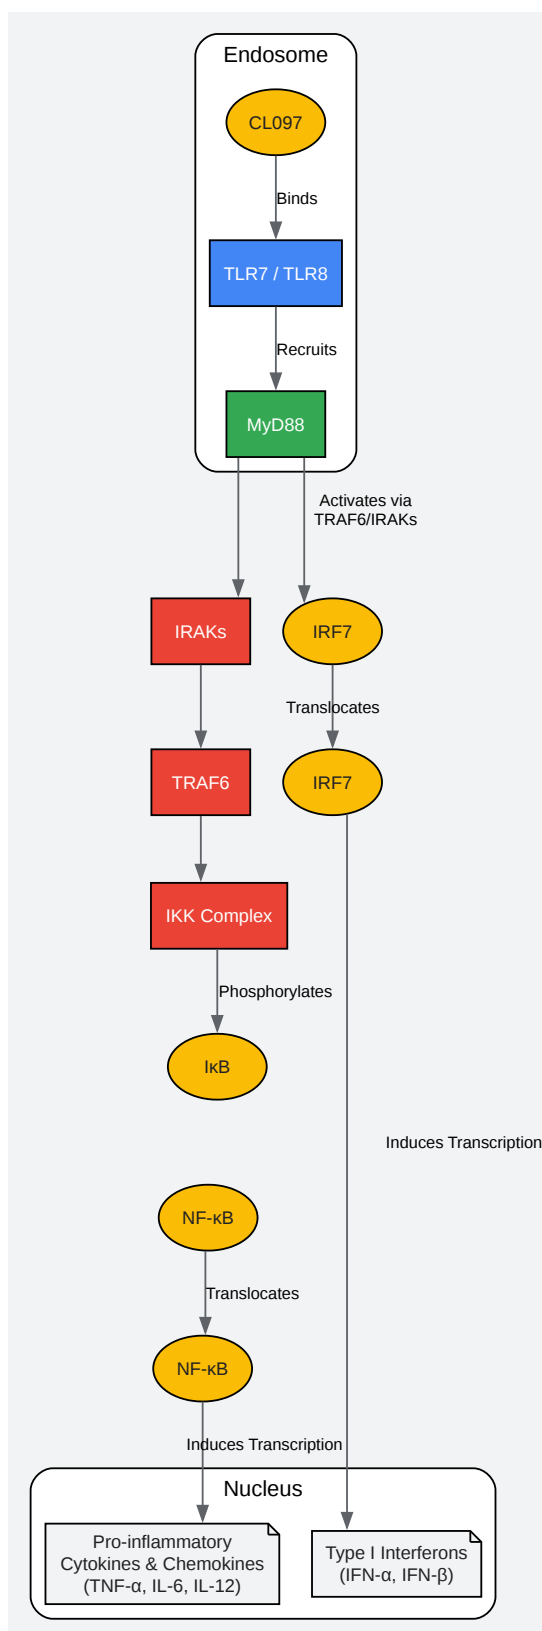 Endosome
CL097
Binds
TLR7 / TLR8
Recruits
MyD88
Activates via
TRAF6/IRAKs
IRAKs
IRF7
Translocates
TRAF6
IRF7
IKK Complex
Phosphorylates
IκB
Induces Transcription
NF-κB
Translocates
NF-κB
Induces Transcription
Nucleus
Pro-inflammatory
Cytokines & Chemokines
(TNF-α, IL-6, IL-12)
Type I Interferons
(IFN-α, IFN-β)